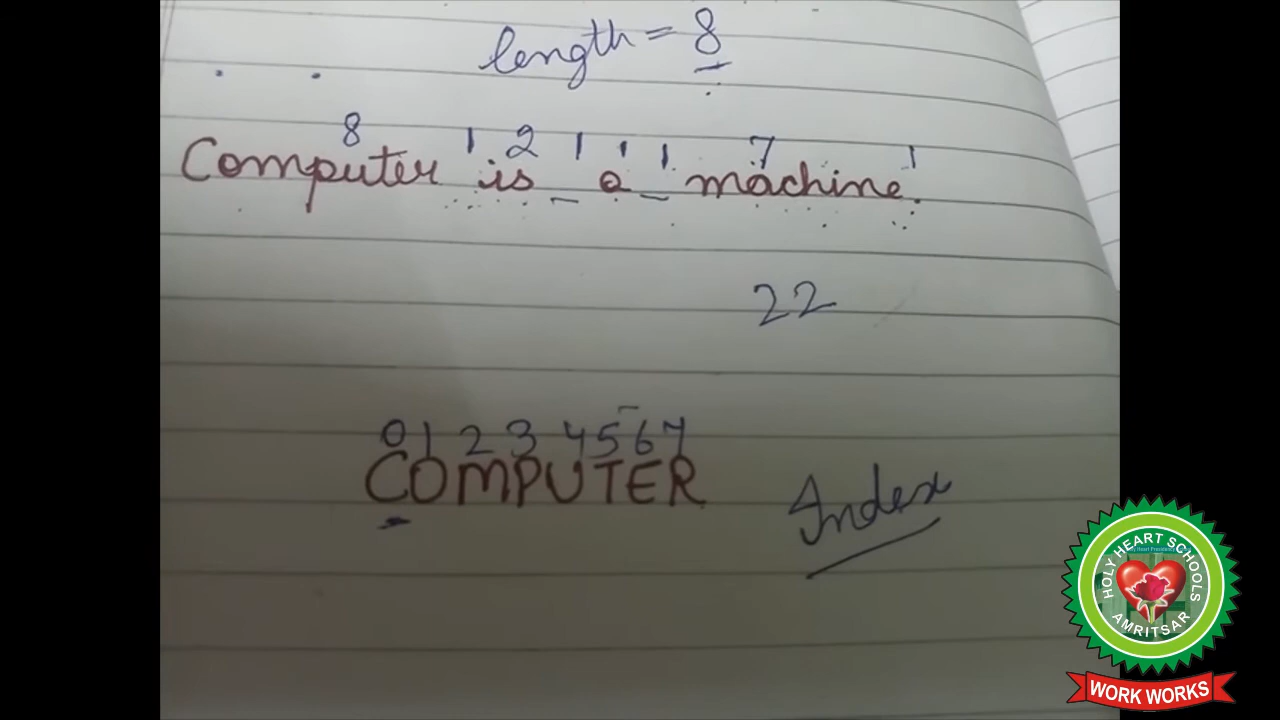 length = 8
8 1 2 1 1 1 7 1
Computer is a machine.
22
0 1 2 3 4 5 6 7
COMPUTER
Index
HOLY HEART SCHOOLS
AMRITSAR
WORK WORKS